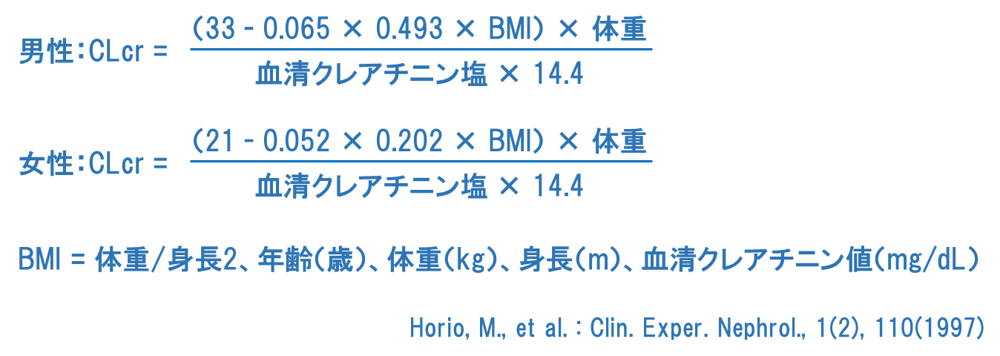 (33 - 0.065 × 0.493 × BMI) × 体重
男性：CLcr =
血清クレアチニン塩 × 14.4
(21 - 0.052 × 0.202 × BMI) × 体重
女性：CLcr =
血清クレアチニン塩 × 14.4
BMI = 体重/身長2、年齢(歳)、体重(kg)、身長(m)、血清クレアチニン値(mg/dL)
Horio, M., et al.：Clin. Exper. Nephrol., 1(2), 110(1997)